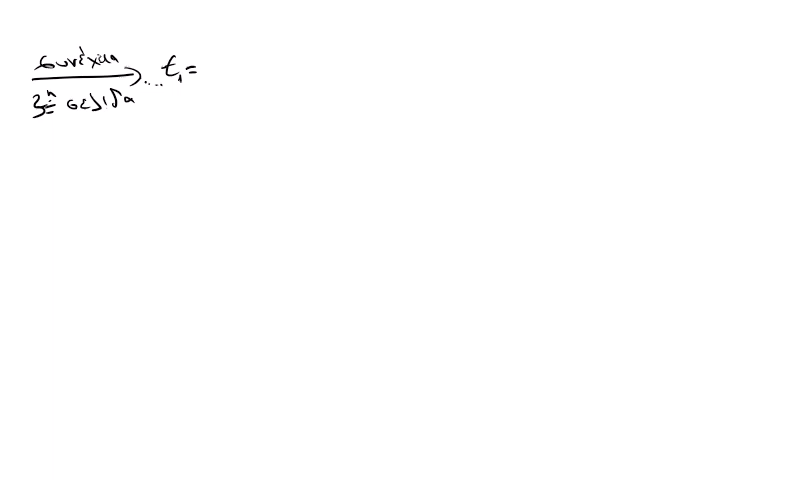 συνέχεια
3η σελίδα ... t₁ =